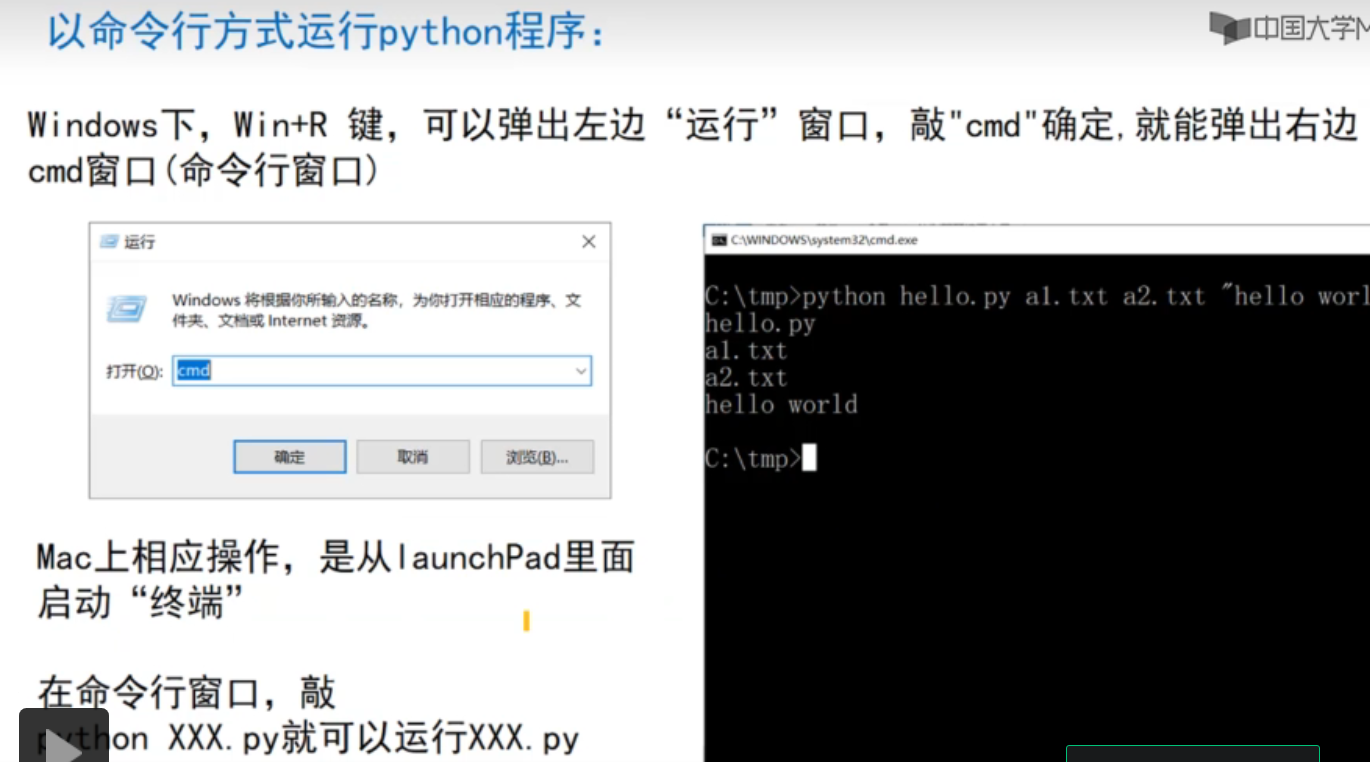 以命令行方式运行python程序：
中国大学M
Windows下，Win+R 键，可以弹出左边“运行”窗口，敲"cmd"确定,就能弹出右边
cmd窗口(命令行窗口)
运行
Windows 将根据你所输入的名称，为你打开相应的程序、文
件夹、文档或 Internet 资源。
打开(O):
cmd
确定
取消
浏览(B)...
C:\WINDOWS\system32\cmd.exe
C:\tmp>python hello.py a1.txt a2.txt "hello worl
hello.py
a1.txt
a2.txt
hello world
C:\tmp>
Mac上相应操作，是从launchPad里面
启动“终端”
在命令行窗口，敲
python XXX.py就可以运行XXX.py